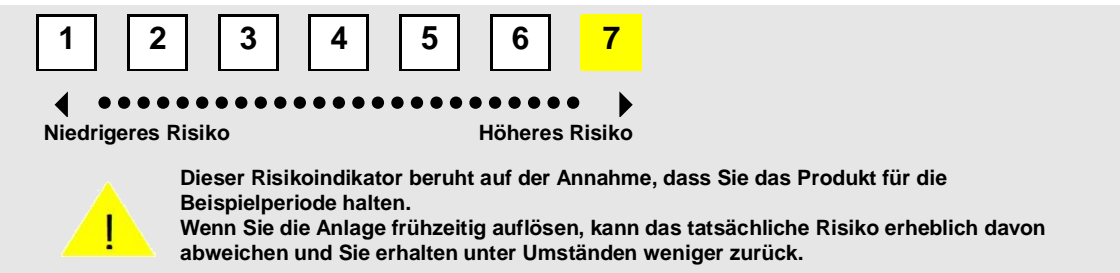 1 2 3 4 5 6 7
Niedrigeres Risiko Höheres Risiko
Dieser Risikoindikator beruht auf der Annahme, dass Sie das Produkt für die
Beispielperiode halten.
Wenn Sie die Anlage frühzeitig auflösen, kann das tatsächliche Risiko erheblich davon
abweichen und Sie erhalten unter Umständen weniger zurück.
!